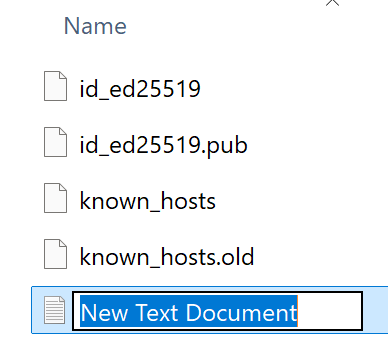 Name
id_ed25519
id_ed25519.pub
known_hosts
known_hosts.old
New Text Document